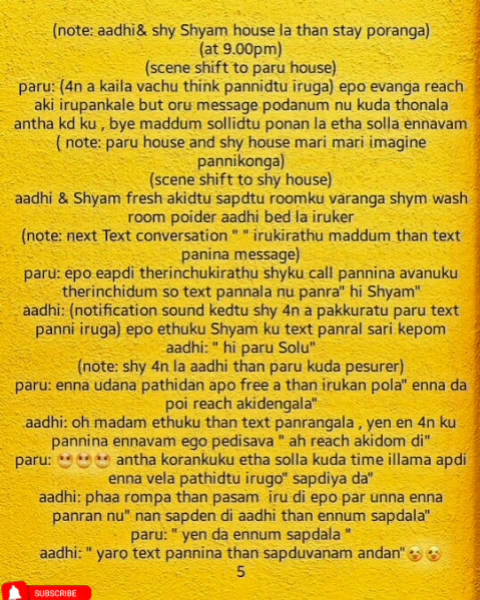 (note: aadhi& shy Shyam house la than stay poranga)
(at 9.00pm)
(scene shift to paru house)
paru: (4n a kaila vachu think pannidtu iruga) epo evanga reach
aki irupankale but oru message podanum nu kuda thonala
antha kd ku , bye maddum sollidtu ponan la etha solla ennavam
( note: paru house and shy house mari mari imagine
pannikonga)
(scene shift to shy house)
aadhi & Shyam fresh akidtu sapdtu roomku varanga shym wash
room poider aadhi bed la iruker
(note: next Text conversation " " irukirathu maddum than text
panina message)
paru: epo eapdi therinchukirathu shyku call pannina avanuku
therinchidum so text pannala nu panra" hi Shyam"
aadhi: (notification sound kedtu shy 4n a pakkuratu paru text
panni iruga) epo ethuku Shyam ku text panral sari kepom
aadhi: " hi paru Solu"
(note: shy 4n la aadhi than paru kuda pesurer)
paru: enna udana pathidan apo free a than irukan pola" enna da
poi reach akidengala"
aadhi: oh madam ethuku than text panrangala , yen en 4n ku
pannina ennavam ego pedisava " ah reach akidom di"
paru: 😬😬😬 antha korankuku etha solla kuda time illama apdi
enna vela pathidtu irugo" sapdiya da"
aadhi: phaa rompa than pasam  iru di epo par unna enna
panran nu" nan sapden di aadhi than ennum sapdala"
paru: " yen da ennum sapdala "
aadhi: " yaro text pannina than sapduvanam andan"😲😲
5
SUBSCRIBE